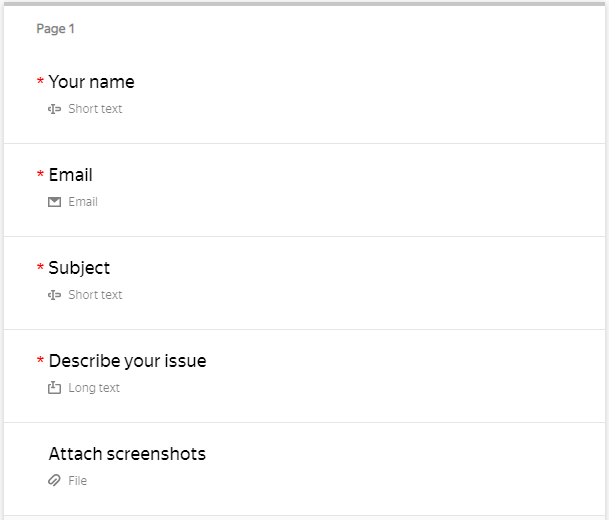 Page 1
* Your name
Short text
* Email
Email
* Subject
Short text
* Describe your issue
Long text
Attach screenshots
File